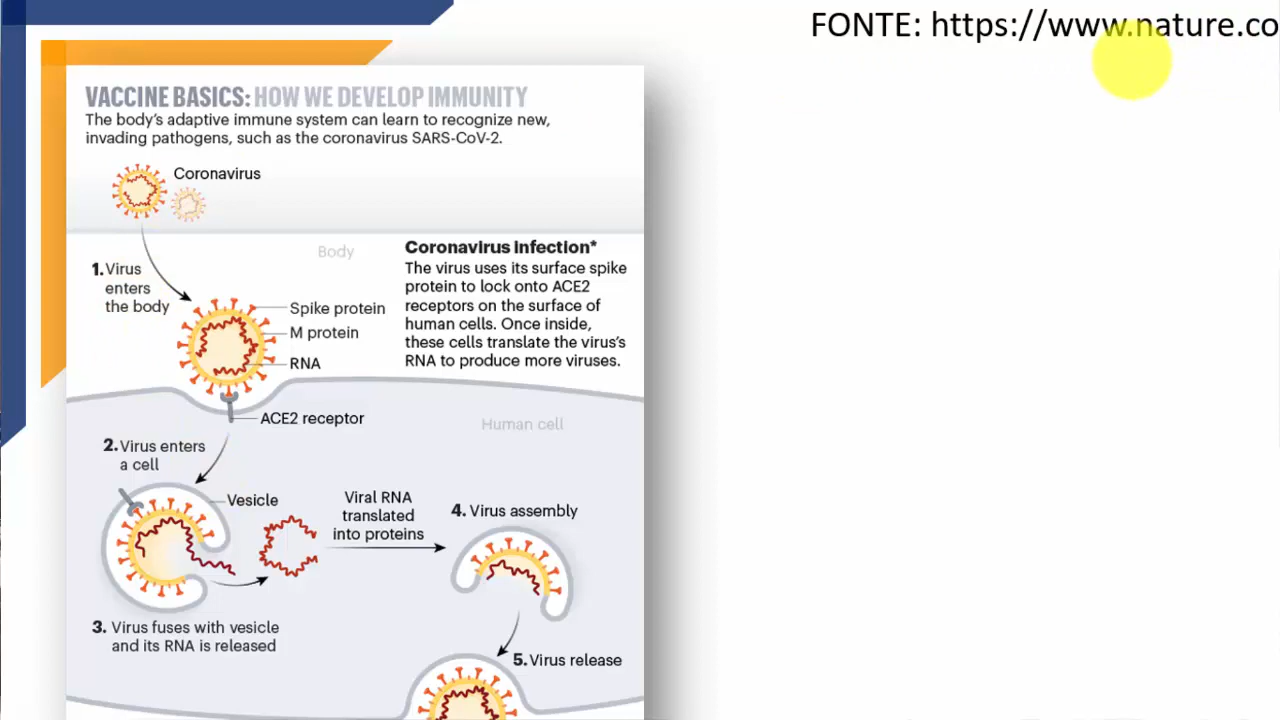 FONTE: https://www.nature.co
VACCINE BASICS: HOW WE DEVELOP IMMUNITY
The body's adaptive immune system can learn to recognize new,
invading pathogens, such as the coronavirus SARS-CoV-2.
Coronavirus
Body
1. Virus
enters
the body
Spike protein
M protein
RNA
Coronavirus infection*
The virus uses its surface spike
protein to lock onto ACE2
receptors on the surface of
human cells. Once inside,
these cells translate the virus's
RNA to produce more viruses.
ACE2 receptor
Human cell
2. Virus enters
a cell
Vesicle
Viral RNA
translated
into proteins
4. Virus assembly
3. Virus fuses with vesicle
and its RNA is released
5. Virus release